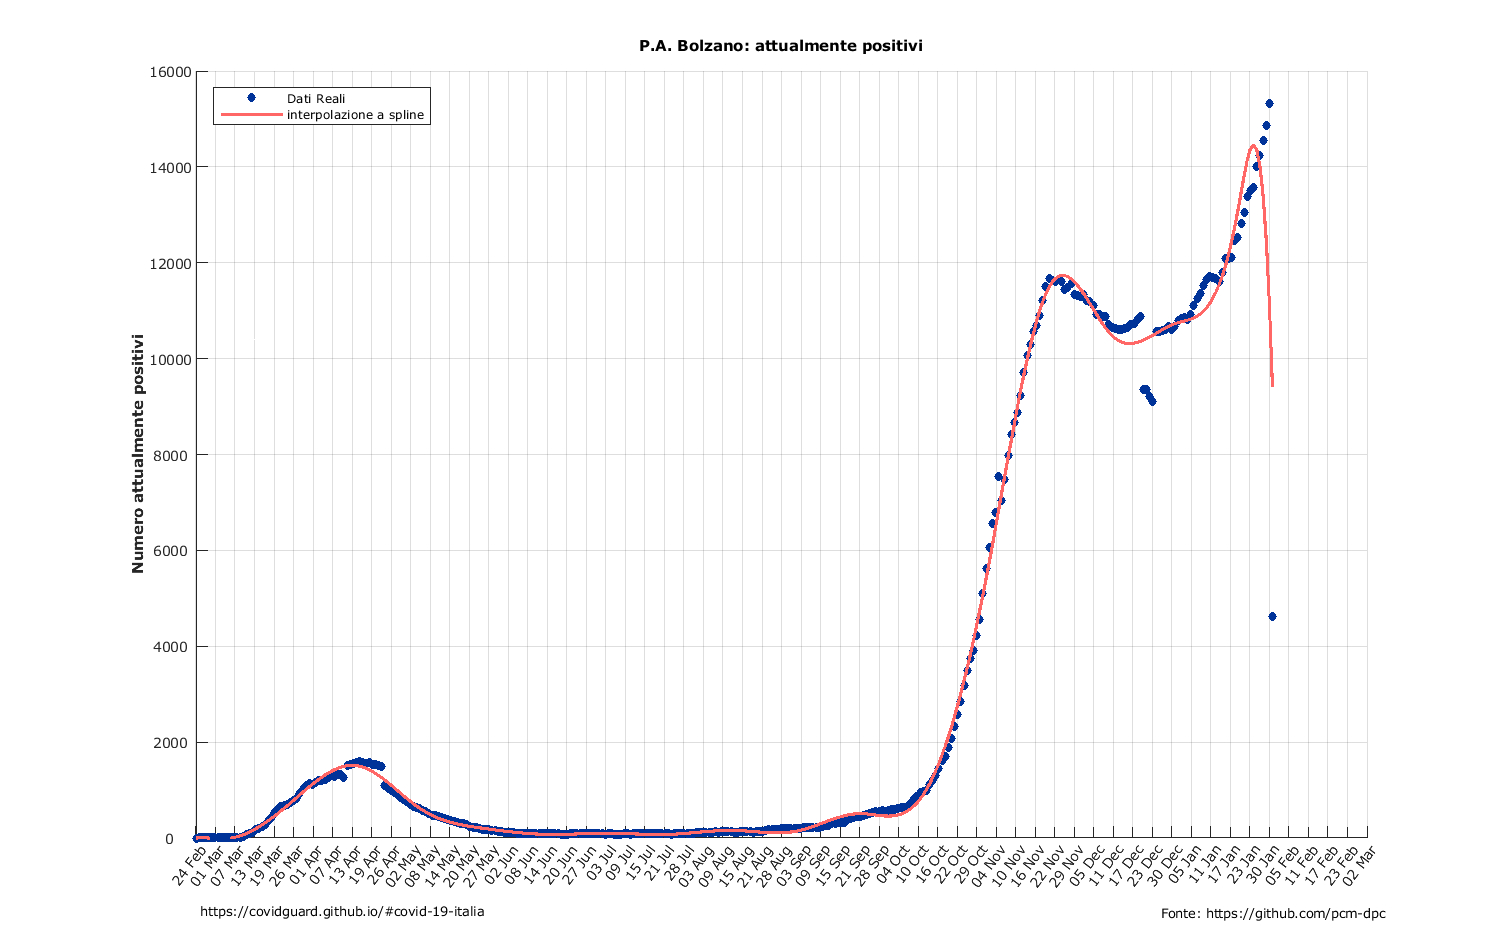 P.A. Bolzano: attualmente positivi
Dati Reali
interpolazione a spline
Numero attualmente positivi
16000
14000
12000
10000
8000
6000
4000
2000
0
24 Feb
01 Mar
07 Mar
13 Mar
19 Mar
26 Mar
01 Apr
07 Apr
13 Apr
19 Apr
26 Apr
02 May
08 May
14 May
20 May
27 May
02 Jun
08 Jun
14 Jun
20 Jun
27 Jun
03 Jul
09 Jul
15 Jul
21 Jul
28 Jul
03 Aug
09 Aug
15 Aug
21 Aug
28 Aug
03 Sep
09 Sep
15 Sep
21 Sep
28 Sep
04 Oct
10 Oct
16 Oct
22 Oct
29 Oct
04 Nov
10 Nov
16 Nov
22 Nov
29 Nov
05 Dec
11 Dec
17 Dec
23 Dec
30 Dec
05 Jan
11 Jan
17 Jan
23 Jan
30 Jan
05 Feb
11 Feb
17 Feb
23 Feb
02 Mar
https://covidguard.github.io/#covid-19-italia
Fonte: https://github.com/pcm-dpc